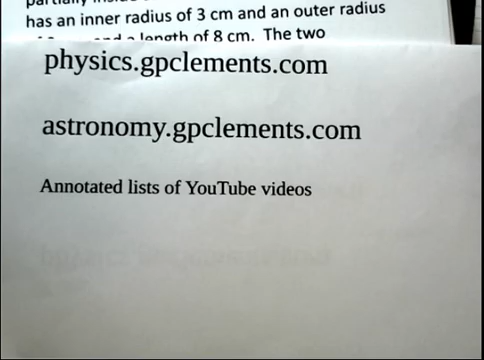 has an inner radius of 3 cm and an outer radius
length of 8 cm. The two
physics.gpclements.com
astronomy.gpclements.com
Annotated lists of YouTube videos